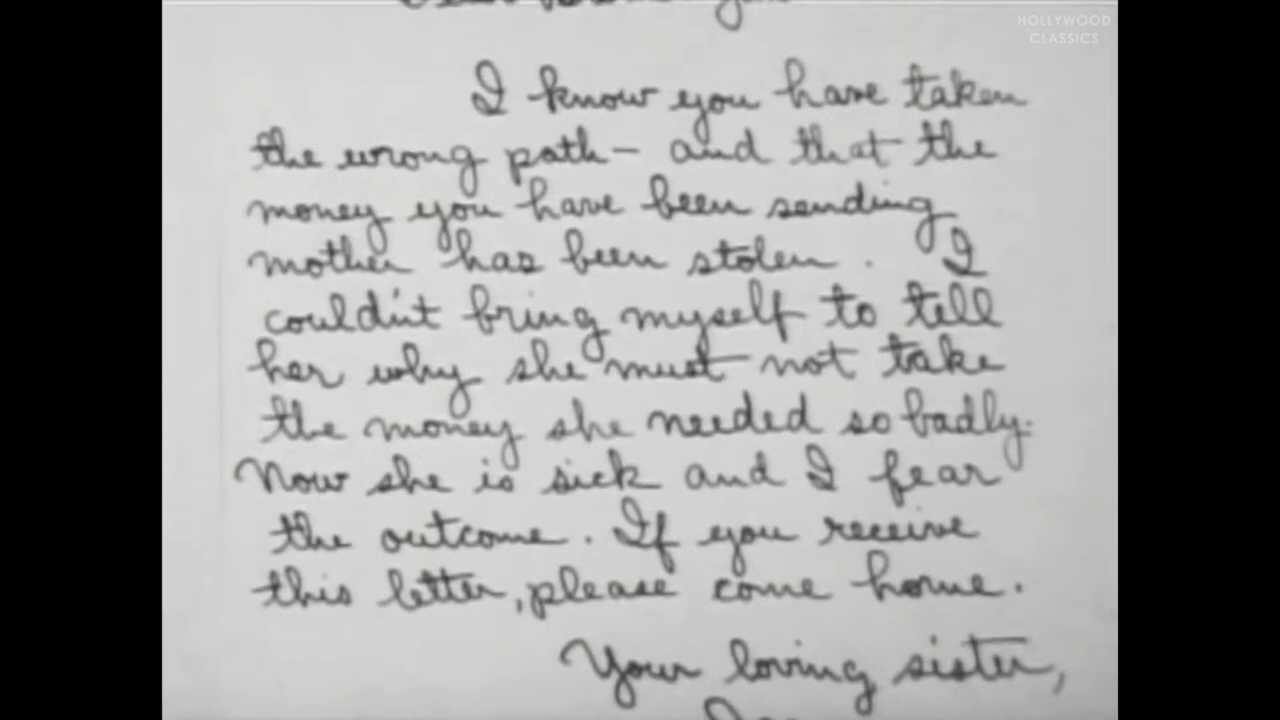 HOLLYWOOD
CLASSICS
I know you have taken
the wrong path- and that the
money you have been sending
mother has been stolen. I
couldn't bring myself to tell
her why she must not take
the money she needed so badly.
Now she is sick and I fear
the outcome. If you receive
this letter, please come home.
Your loving sister,